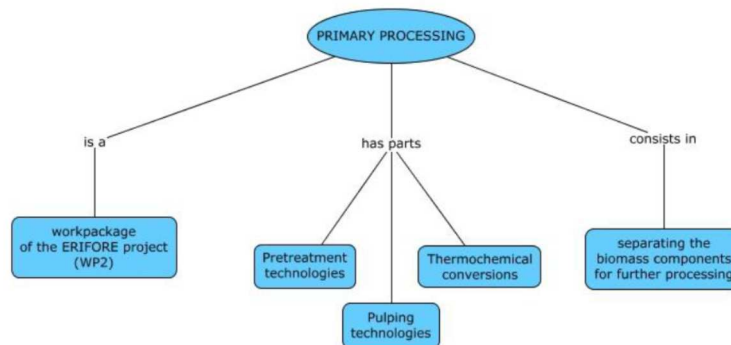 PRIMARY PROCESSING
is a
has parts
consists in
workpackage
of the ERIFORE project
(WP2)
Pretreatment
technologies
Pulping
technologies
Thermochemical
conversions
separating the
biomass components
for further processing